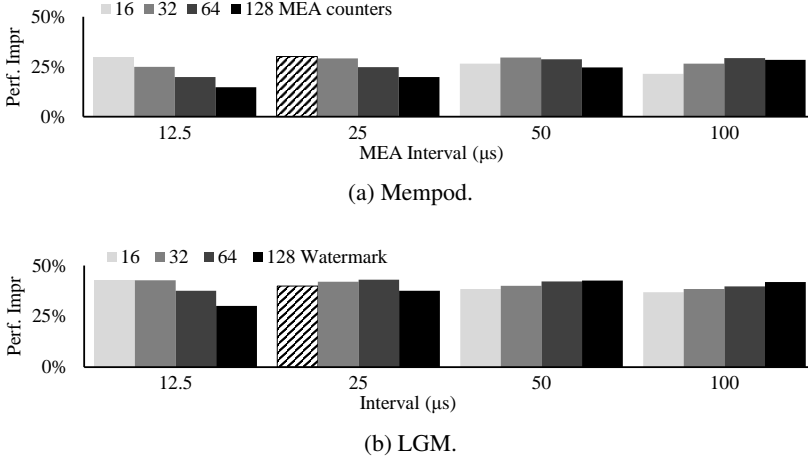 16 32 64 128 MEA counters
50%
25%
0%
Perf. Impr
12.5 25 50 100
MEA Interval (μs)
(a) Mempod.
16 32 64 128 Watermark
50%
25%
0%
Perf. Impr
12.5 25 50 100
Interval (μs)
(b) LGM.